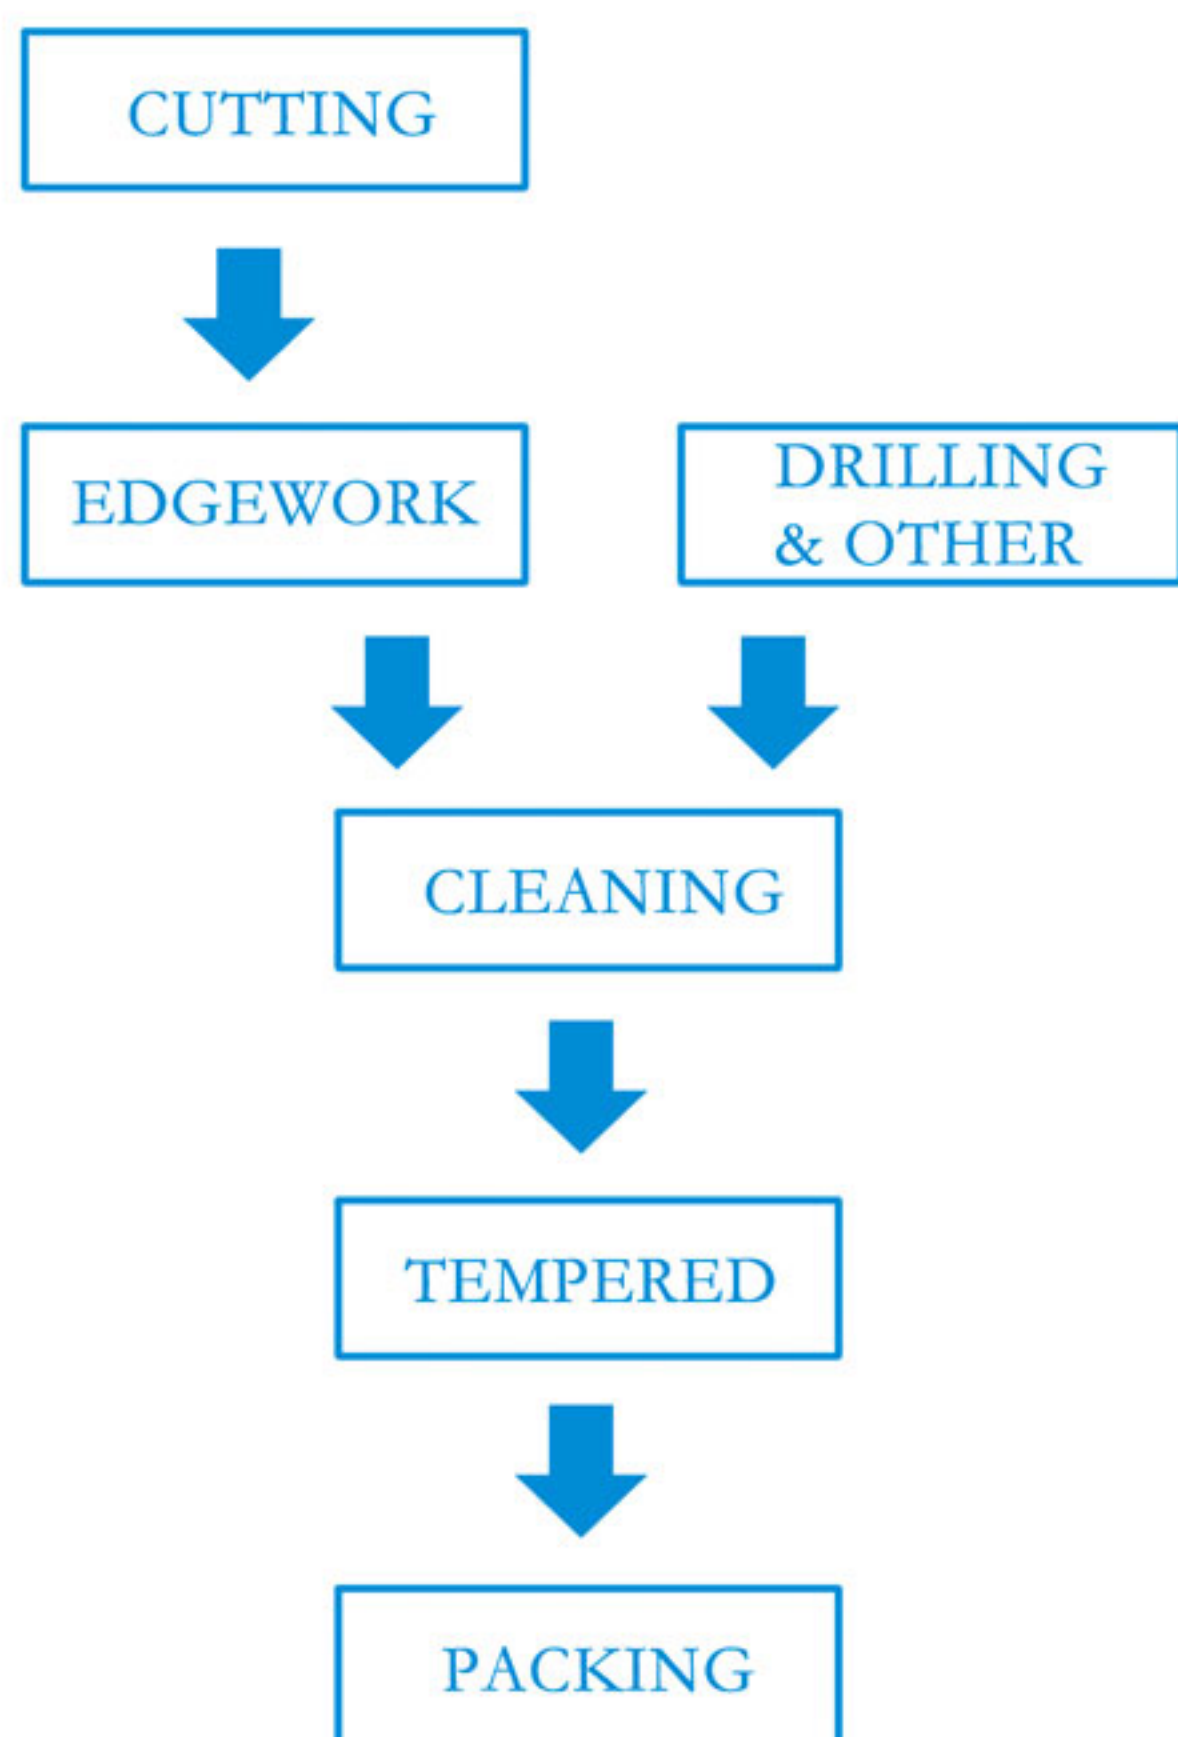 CUTTING
EDGEWORK
DRILLING
& OTHER
CLEANING
TEMPERED
PACKING